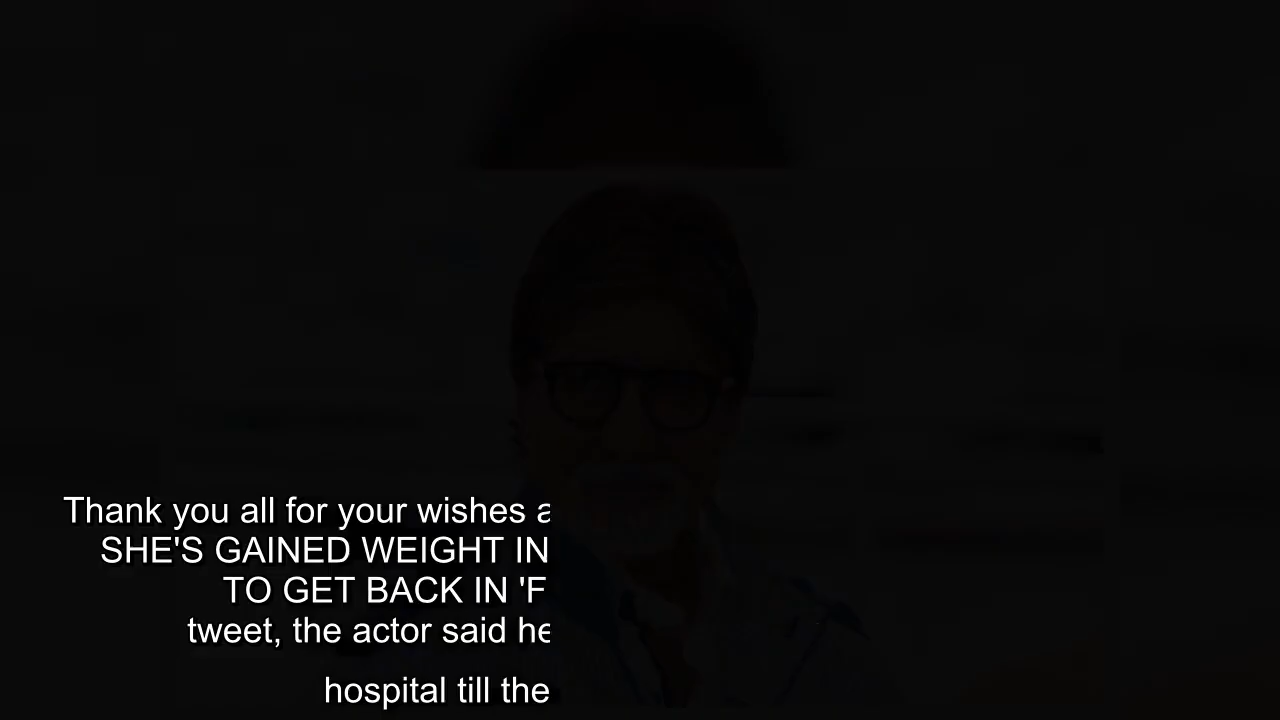 Thank you all for your wishes a
SHE'S GAINED WEIGHT IN
TO GET BACK IN 'F
tweet, the actor said he
hospital till the